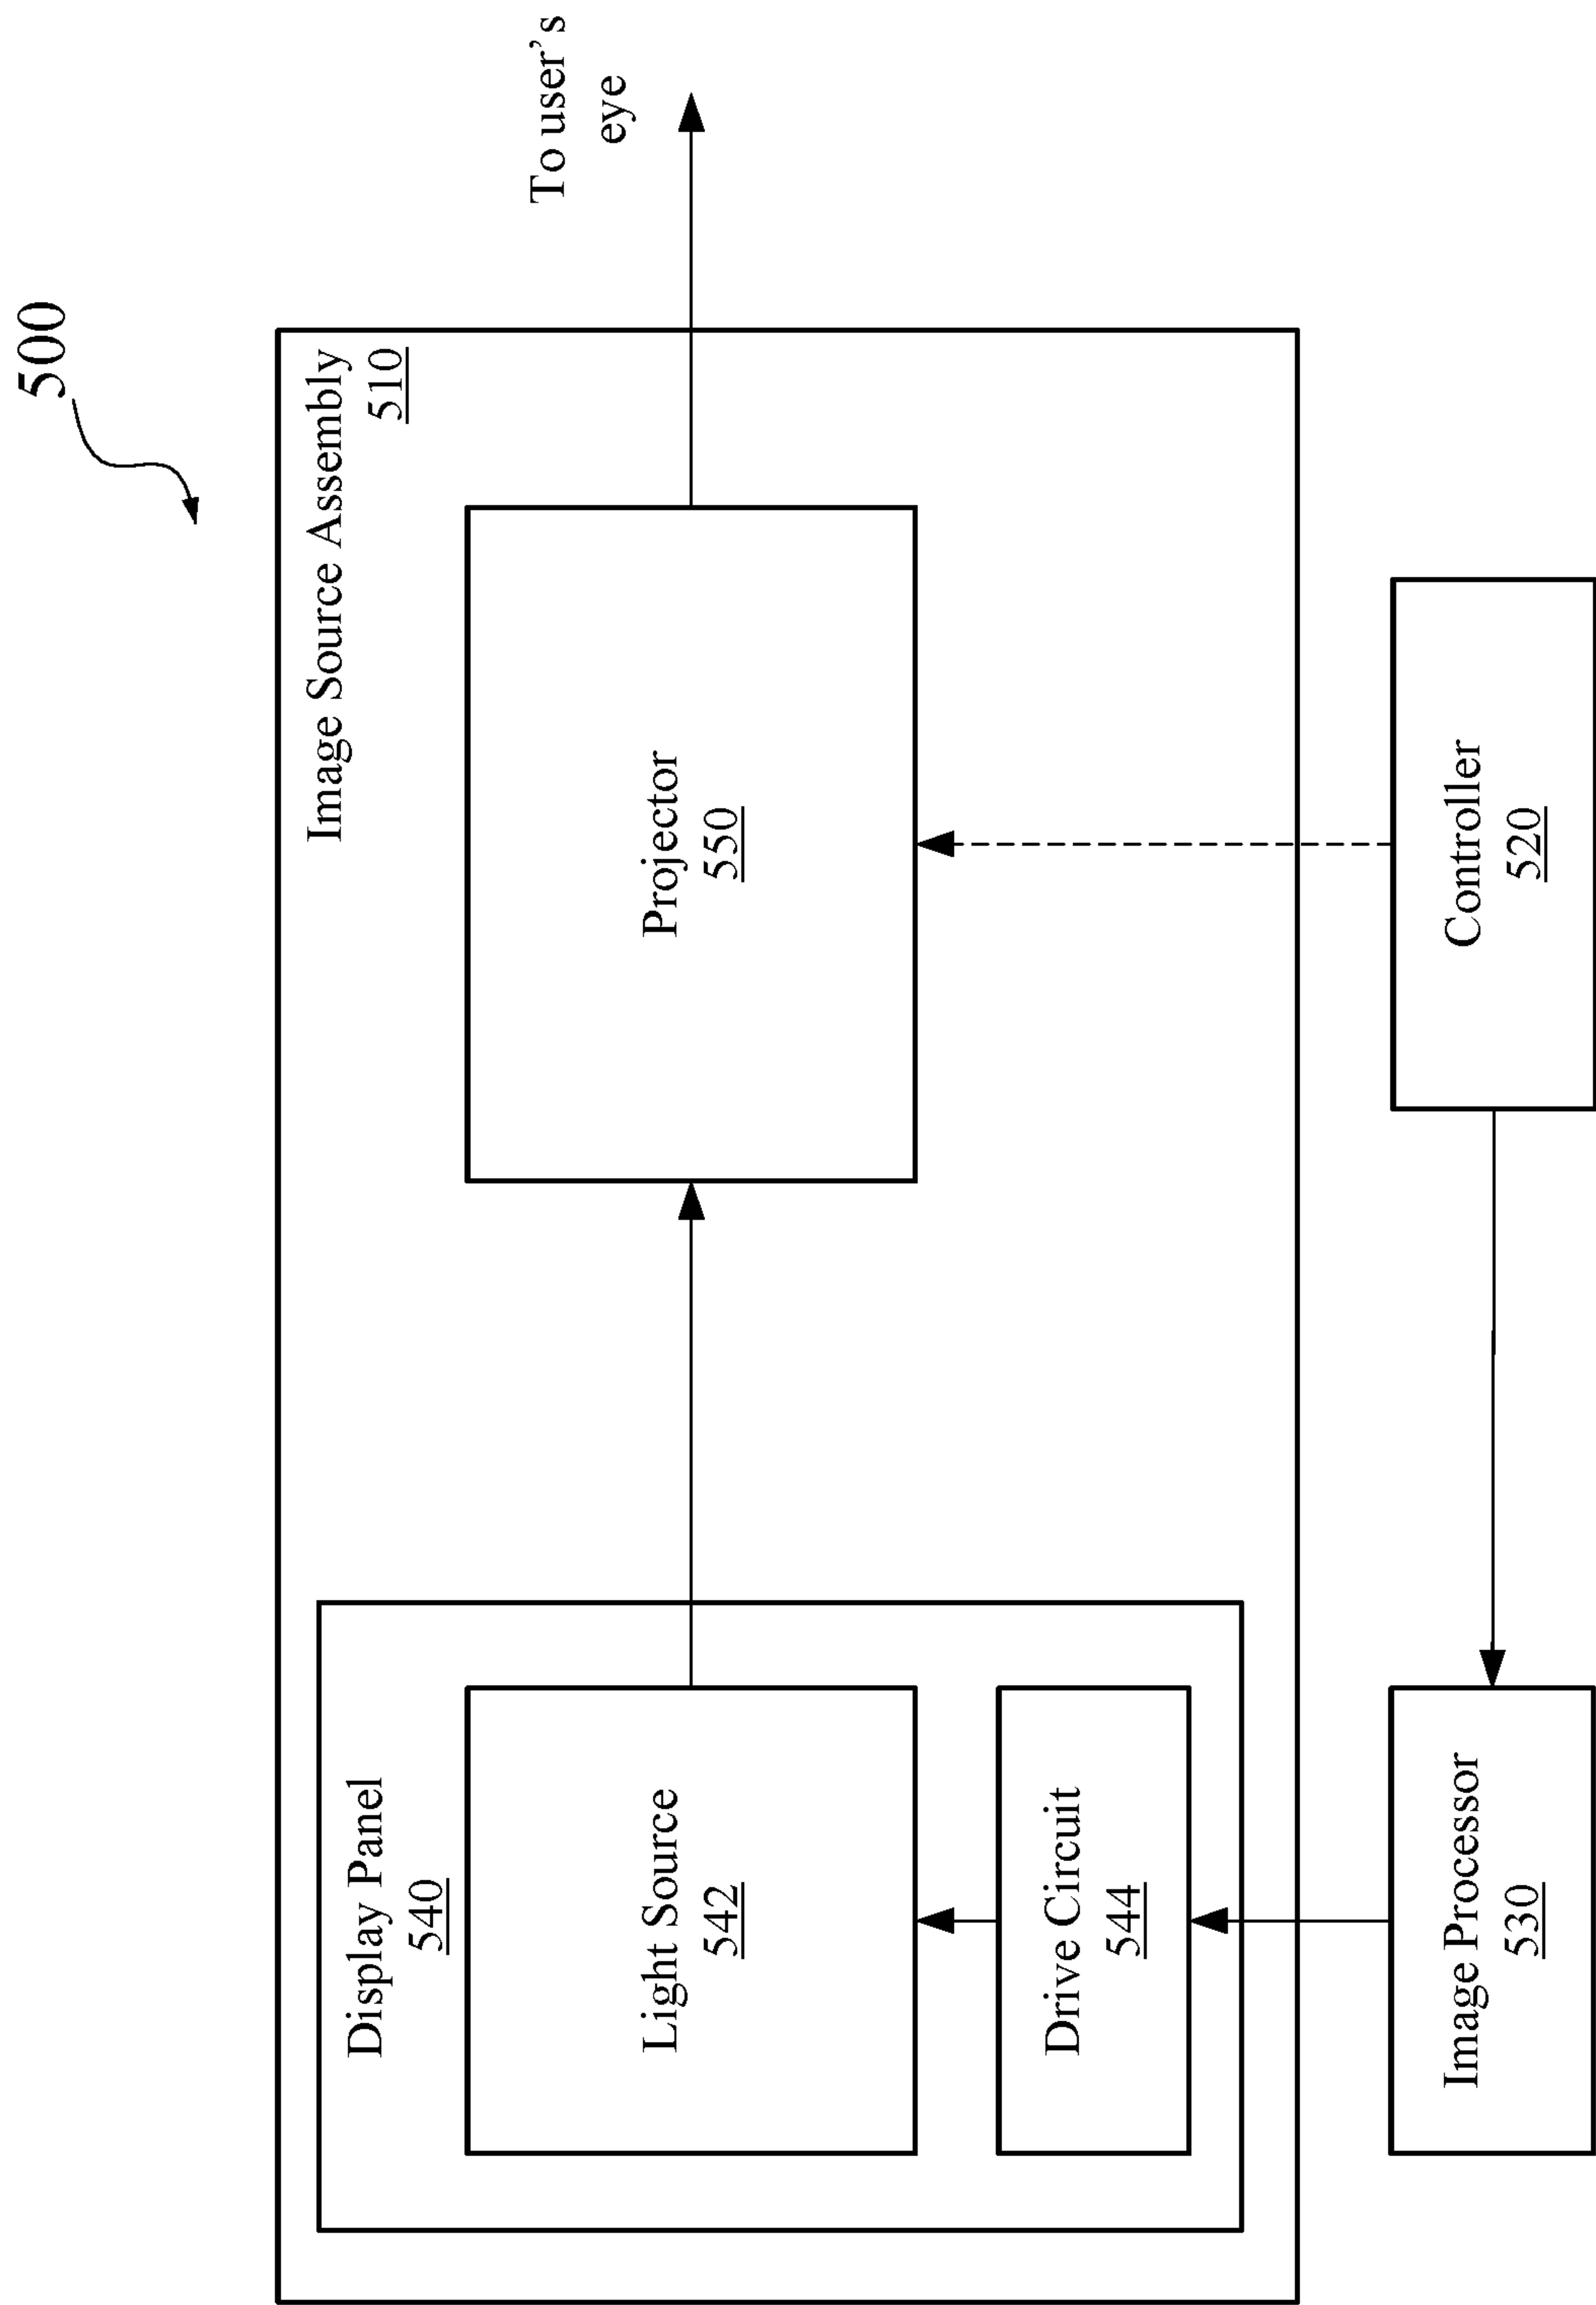 500
To user’s
eye
Image Source Assembly
510
Display Panel
540
Light Source
542
Projector
550
Drive Circuit
544
Image Processor
530
Controller
520